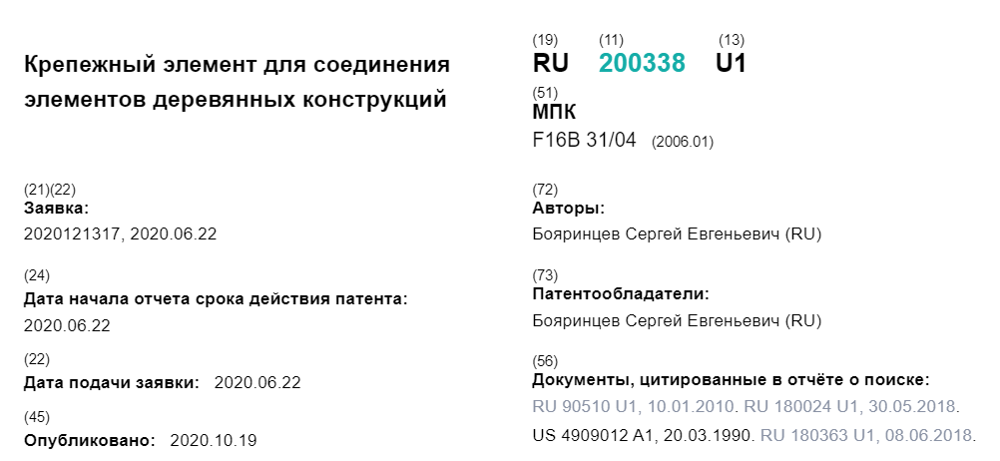 Крепежный элемент для соединения
элементов деревянных конструкций
(19) (11) (13)
RU 200338 U1
(51)
МПК
F16B 31/04 (2006.01)
(21)(22)
Заявка:
2020121317, 2020.06.22
(24)
Дата начала отчета срока действия патента:
2020.06.22
(22)
Дата подачи заявки: 2020.06.22
(45)
Опубликовано: 2020.10.19
(72)
Авторы:
Бояринцев Сергей Евгеньевич (RU)
(73)
Патентообладатели:
Бояринцев Сергей Евгеньевич (RU)
(56)
Документы, цитированные в отчёте о поиске:
RU 90510 U1, 10.01.2010. RU 180024 U1, 30.05.2018.
US 4909012 A1, 20.03.1990. RU 180363 U1, 08.06.2018.